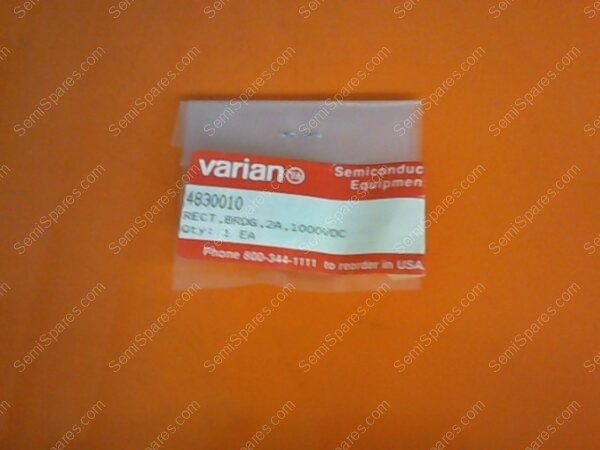 varian
Semiconduc
Equipmen
4830010
RECT.BRDG.2A.1000VDC
Qty: 1 EA
Phone 800-344-1111 to reorder in USA
SemiSpares.com